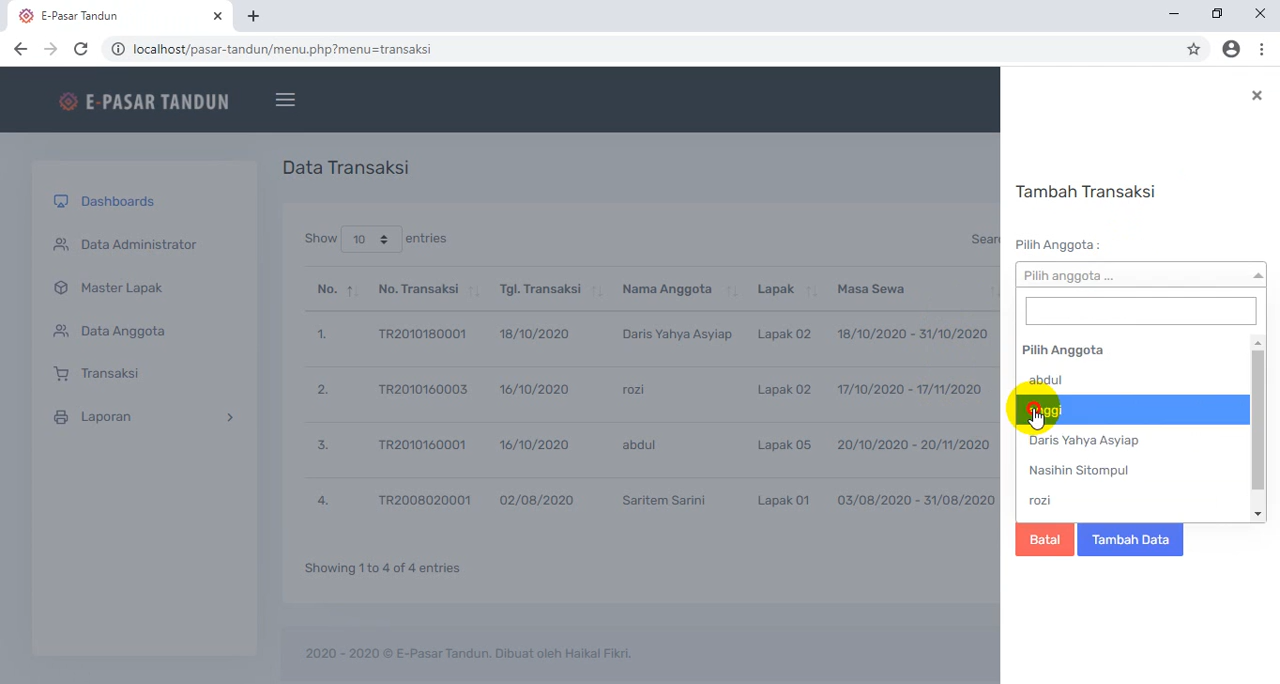 E-Pasar Tandun
localhost/pasar-tandun/menu.php?menu=transaksi
E-PASAR TANDUN
Dashboards
Data Administrator
Master Lapak
Data Anggota
Transaksi
Laporan
Data Transaksi
Show 10 entries
No. No. Transaksi Tgl. Transaksi Nama Anggota Lapak Masa Sewa
1. TR2010180001 18/10/2020 Daris Yahya Asyiap Lapak 02 18/10/2020 - 31/10/2020
2. TR2010160003 16/10/2020 rozi Lapak 02 17/10/2020 - 17/11/2020
3. TR2010160001 16/10/2020 abdul Lapak 05 20/10/2020 - 20/11/2020
4. TR2008020001 02/08/2020 Saritem Sarini Lapak 01 03/08/2020 - 31/08/2020
Showing 1 to 4 of 4 entries
2020 - 2020 © E-Pasar Tandun. Dibuat oleh Haikal Fikri.
Tambah Transaksi
Pilih Anggota :
Pilih anggota ...
Pilih Anggota
abdul
Daris Yahya Asyiap
Nasihin Sitompul
rozi
Batal
Tambah Data